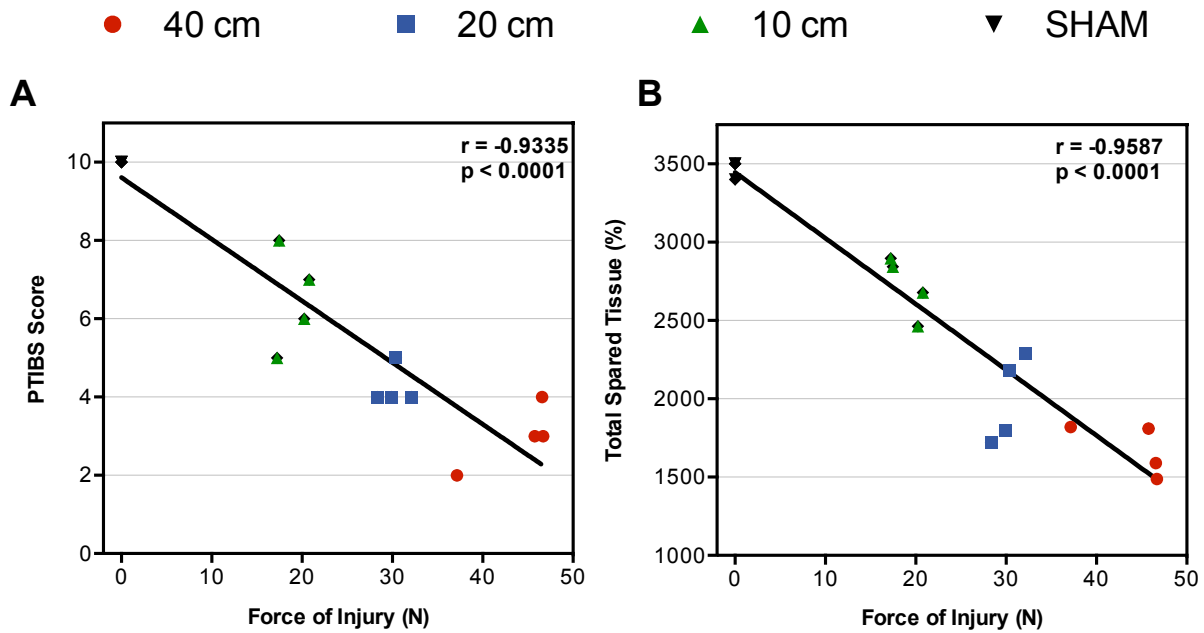 40 cm 20 cm 10 cm SHAM
A
r = -0.9335
p < 0.0001
PTIBS Score
10
8
6
4
2
0
0 10 20 30 40 50
Force of Injury (N)
B
r = -0.9587
p < 0.0001
Total Spared Tissue (%)
3500
3000
2500
2000
1500
1000
0 10 20 30 40 50
Force of Injury (N)